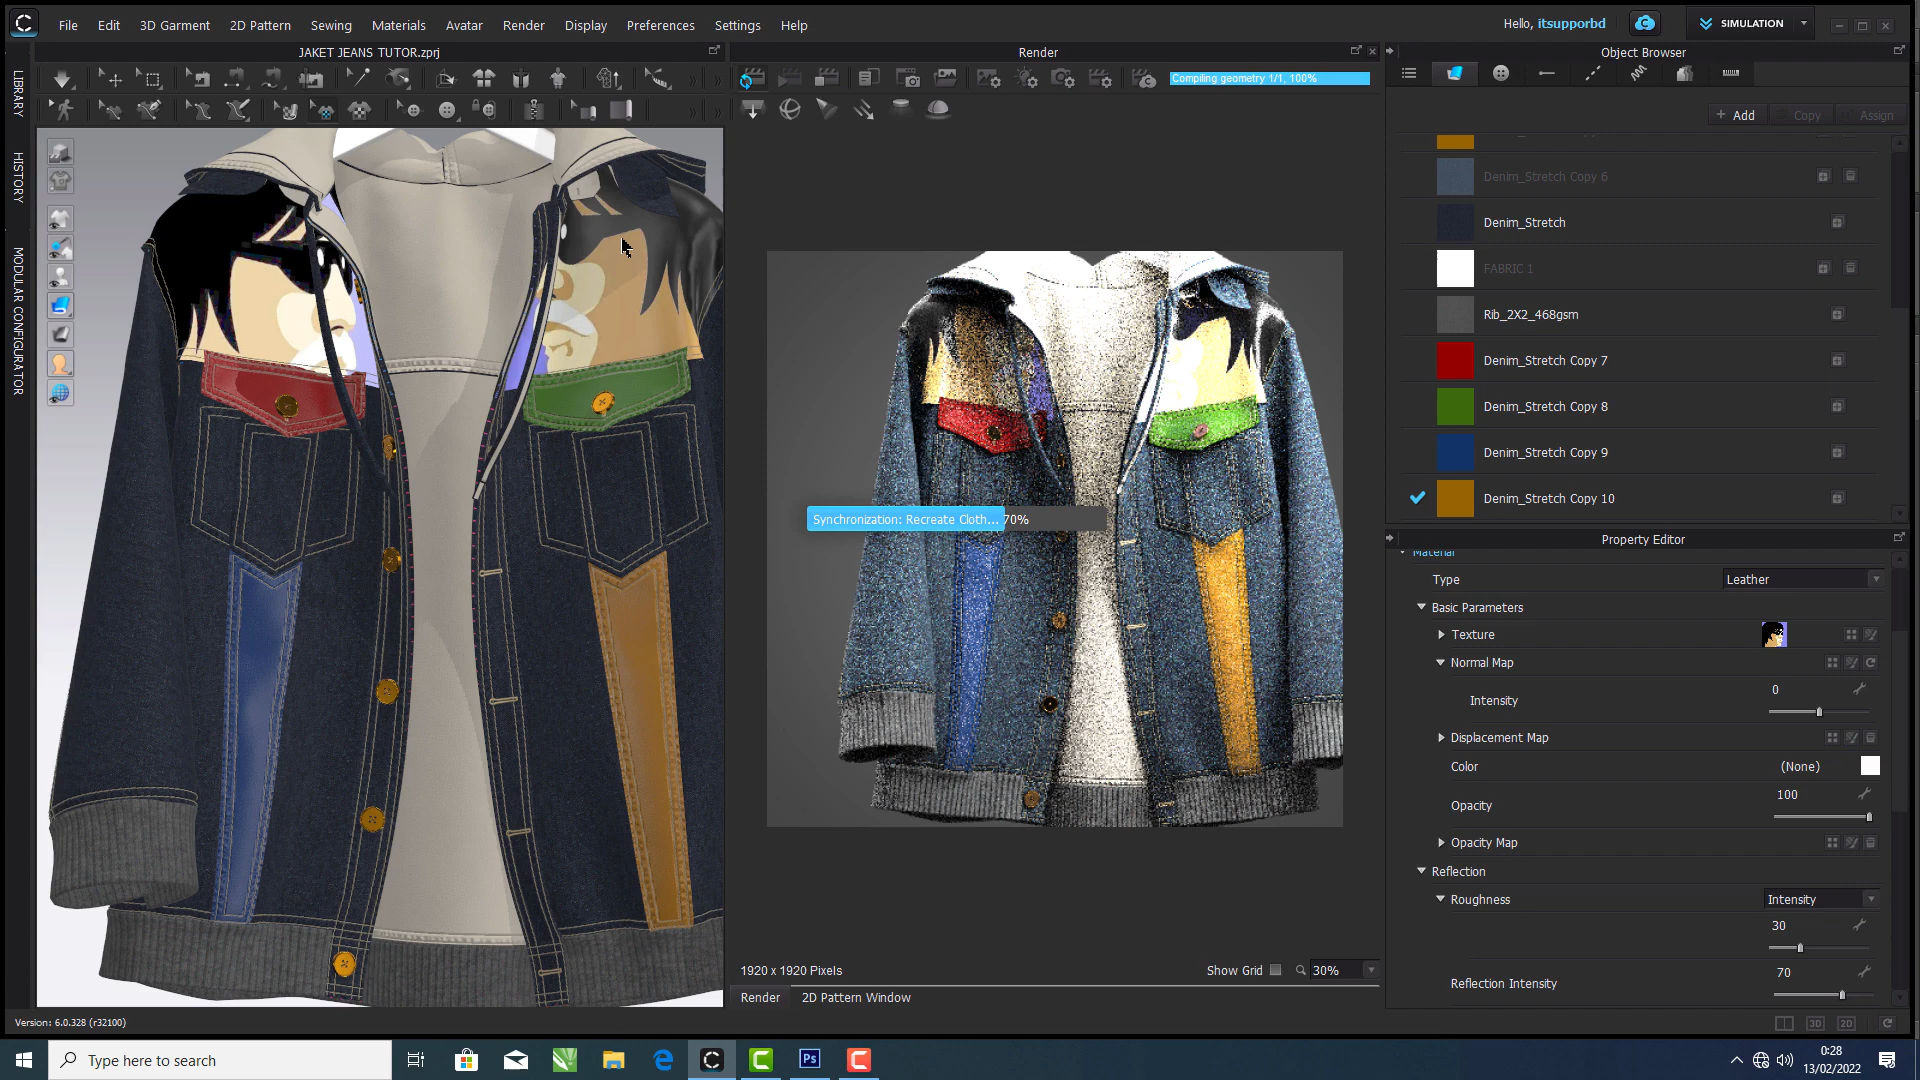 File Edit 3D Garment 2D Pattern Sewing Materials Avatar Render Display Preferences Settings Help
Hello, itsupporbd
SIMULATION
JAKET JEANS TUTOR.zprj
Render
Object Browser
Compiling geometry 1/1, 100%
LIBRARY
HISTORY
MODULAR CONFIGURATOR
+ Add Copy Assign
Denim_Stretch Copy 6
Denim_Stretch
FABRIC 1
Rib_2X2_468gsm
Denim_Stretch Copy 7
Denim_Stretch Copy 8
Denim_Stretch Copy 9
Denim_Stretch Copy 10
Synchronization: Recreate Cloth... 70%
Property Editor
Material
Type Leather
Basic Parameters
Texture
Normal Map
0
Intensity
Displacement Map
Color (None)
100
Opacity
Opacity Map
Reflection
Roughness Intensity
30
70
Reflection Intensity
1920 x 1920 Pixels
Show Grid 30%
Render 2D Pattern Window
Version: 6.0.328 (r32100)
3D 2D
Type here to search
Ps
0:28
13/02/2022